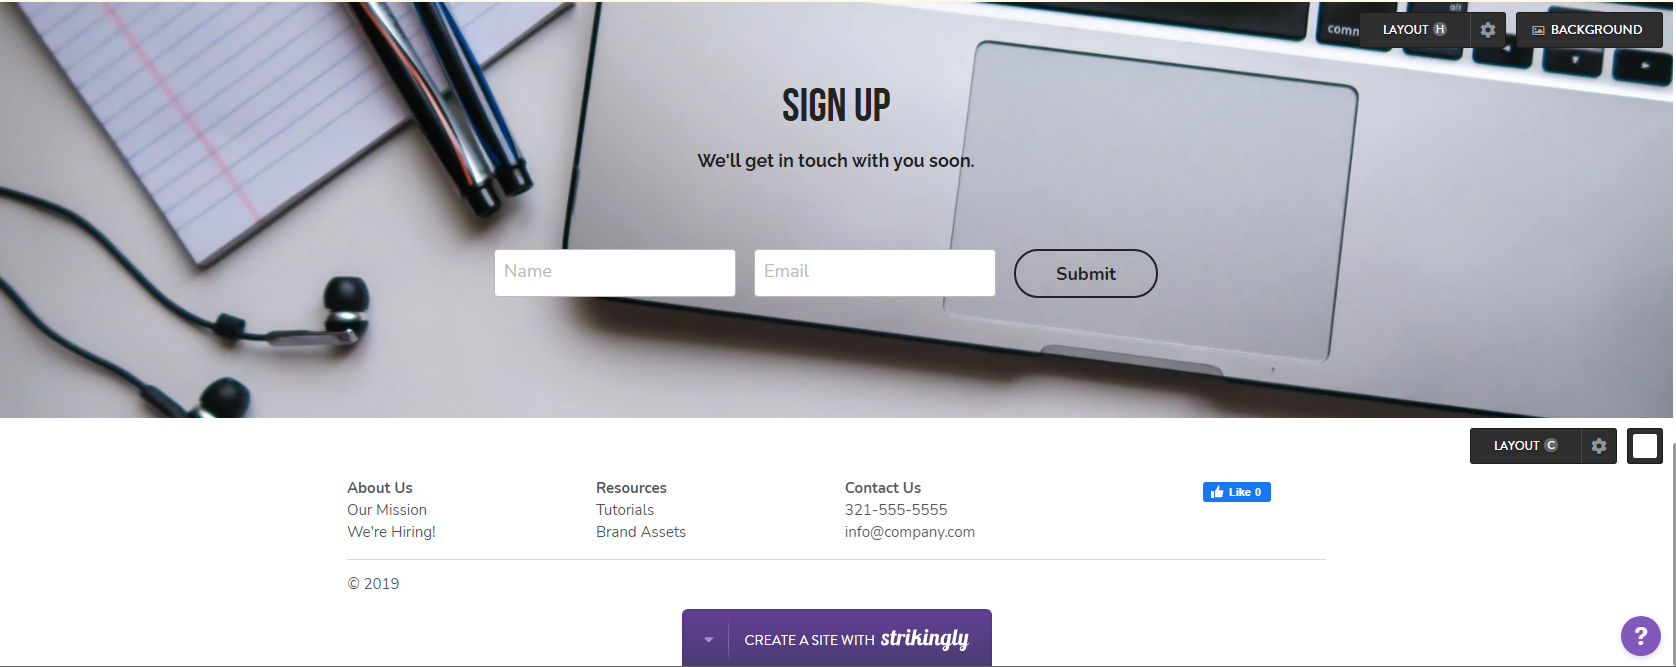 alt
comm
LAYOUT H
BACKGROUND
SIGN UP
We'll get in touch with you soon.
Name
Email
Submit
LAYOUT C
About Us
Our Mission
We're Hiring!
Resources
Tutorials
Brand Assets
Contact Us
321-555-5555
info@company.com
Like 0
© 2019
CREATE A SITE WITH strikingly
?